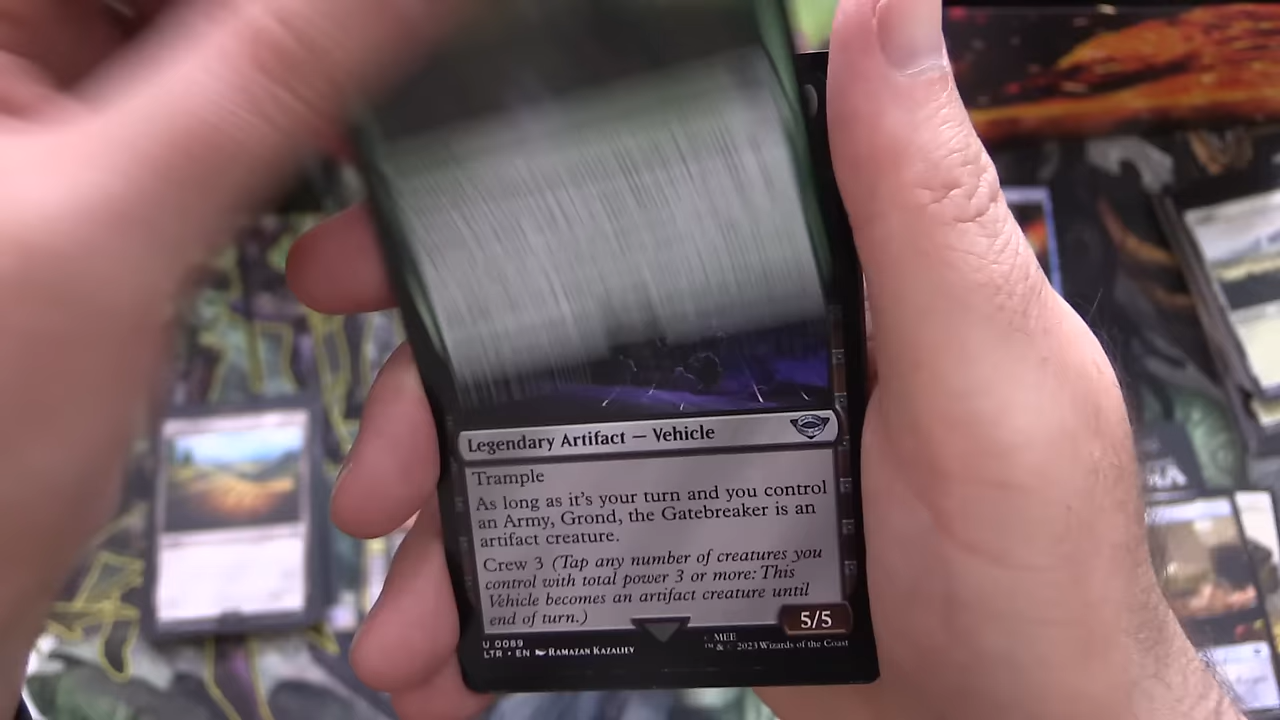 Legendary Artifact — Vehicle
Trample
As long as it's your turn and you control
an Army, Grond, the Gatebreaker is an
artifact creature.
Crew 3 (Tap any number of creatures you
control with total power 3 or more: This
Vehicle becomes an artifact creature until
end of turn.)
5/5
U 0089
LTR • EN RAMAZAN KAZALIEV
© MEE
™ & © 2023 Wizards of the Coast